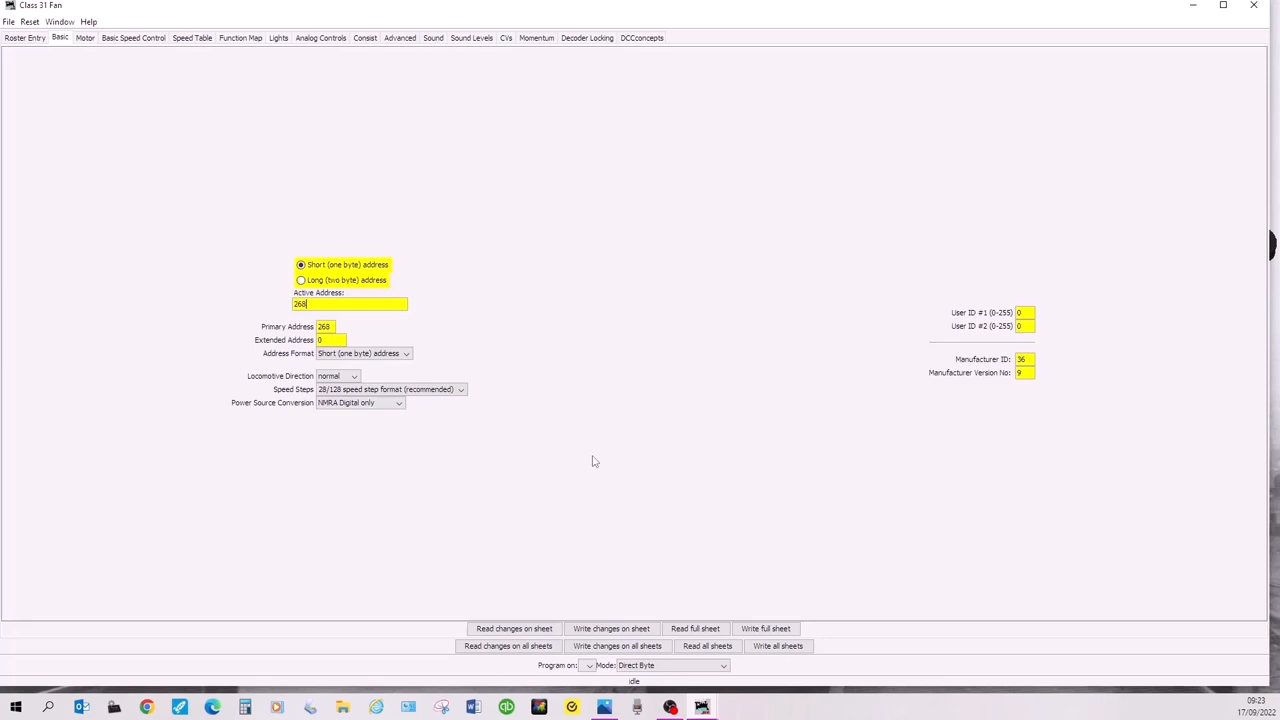 Class 31 Fan
File Reset Window Help
Roster Entry Basic Motor Basic Speed Control Speed Table Function Map Lights Analog Controls Consist Advanced Sound Sound Levels CVs Momentum Decoder Locking DCCconcepts
Short (one byte) address
Long (two byte) address
Active Address:
268
Primary Address 268
Extended Address 0
Address Format Short (one byte) address
Locomotive Direction normal
Speed Steps 28/128 speed step format (recommended)
Power Source Conversion NMRA Digital only
User ID #1 (0-255) 0
User ID #2 (0-255) 0
Manufacturer ID: 36
Manufacturer Version No: 9
Read changes on sheet Write changes on sheet Read full sheet Write full sheet
Read changes on all sheets Write changes on all sheets Read all sheets Write all sheets
Program on: Mode: Direct Byte
idle
09:23
17/09/2022